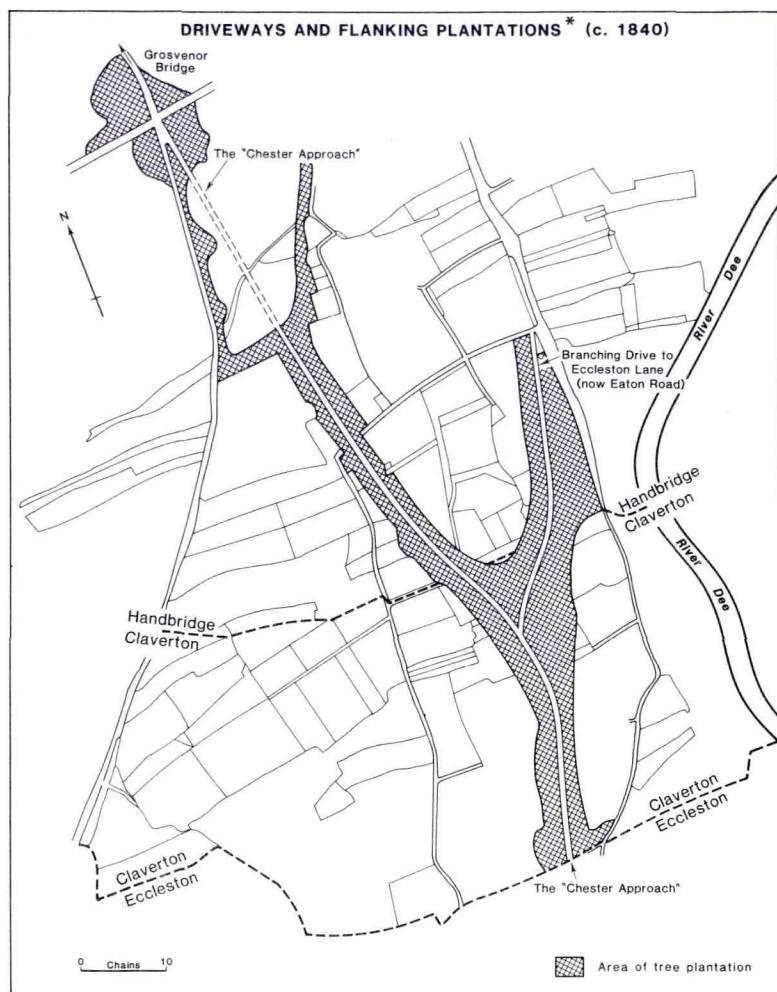 DRIVEWAYS AND FLANKING PLANTATIONS* (c. 1840)
Grosvenor
Bridge
The "Chester Approach"
N
River Dee
Branching Drive to
Eccleston Lane
(now Eaton Road)
Handbridge
Claverton
River Dee
Handbridge
Claverton
Claverton
Eccleston
Claverton
Eccleston
The "Chester Approach"
0 Chains 10
Area of tree plantation